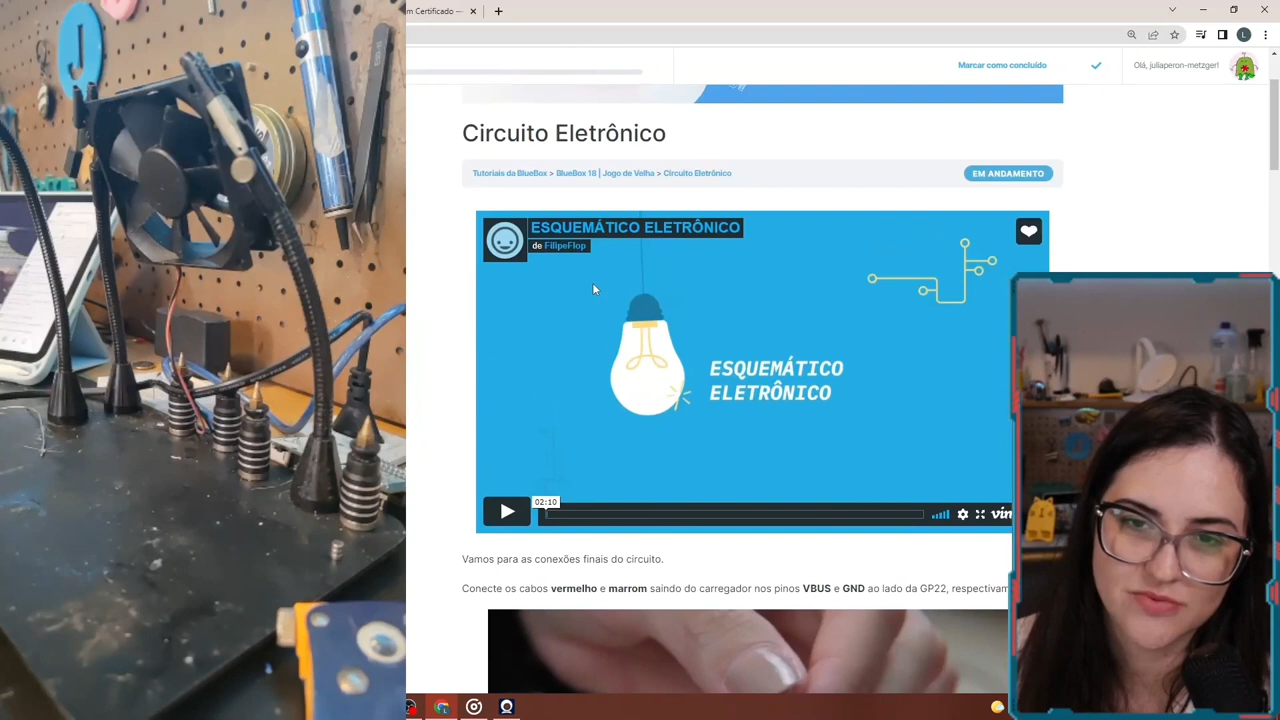 m Certificado —
Marcar como concluído
Olá, juliaperon-metzger!
Circuito Eletrônico
Tutoriais da BlueBox > BlueBox 18 | Jogo de Velha > Circuito Eletrônico
EM ANDAMENTO
ESQUEMÁTICO ELETRÔNICO
de FilipeFlop
ESQUEMÁTICO
ELETRÔNICO
02:10
vim
Vamos para as conexões finais do circuito.
Conecte os cabos vermelho e marrom saindo do carregador nos pinos VBUS e GND ao lado da GP22, respectivam